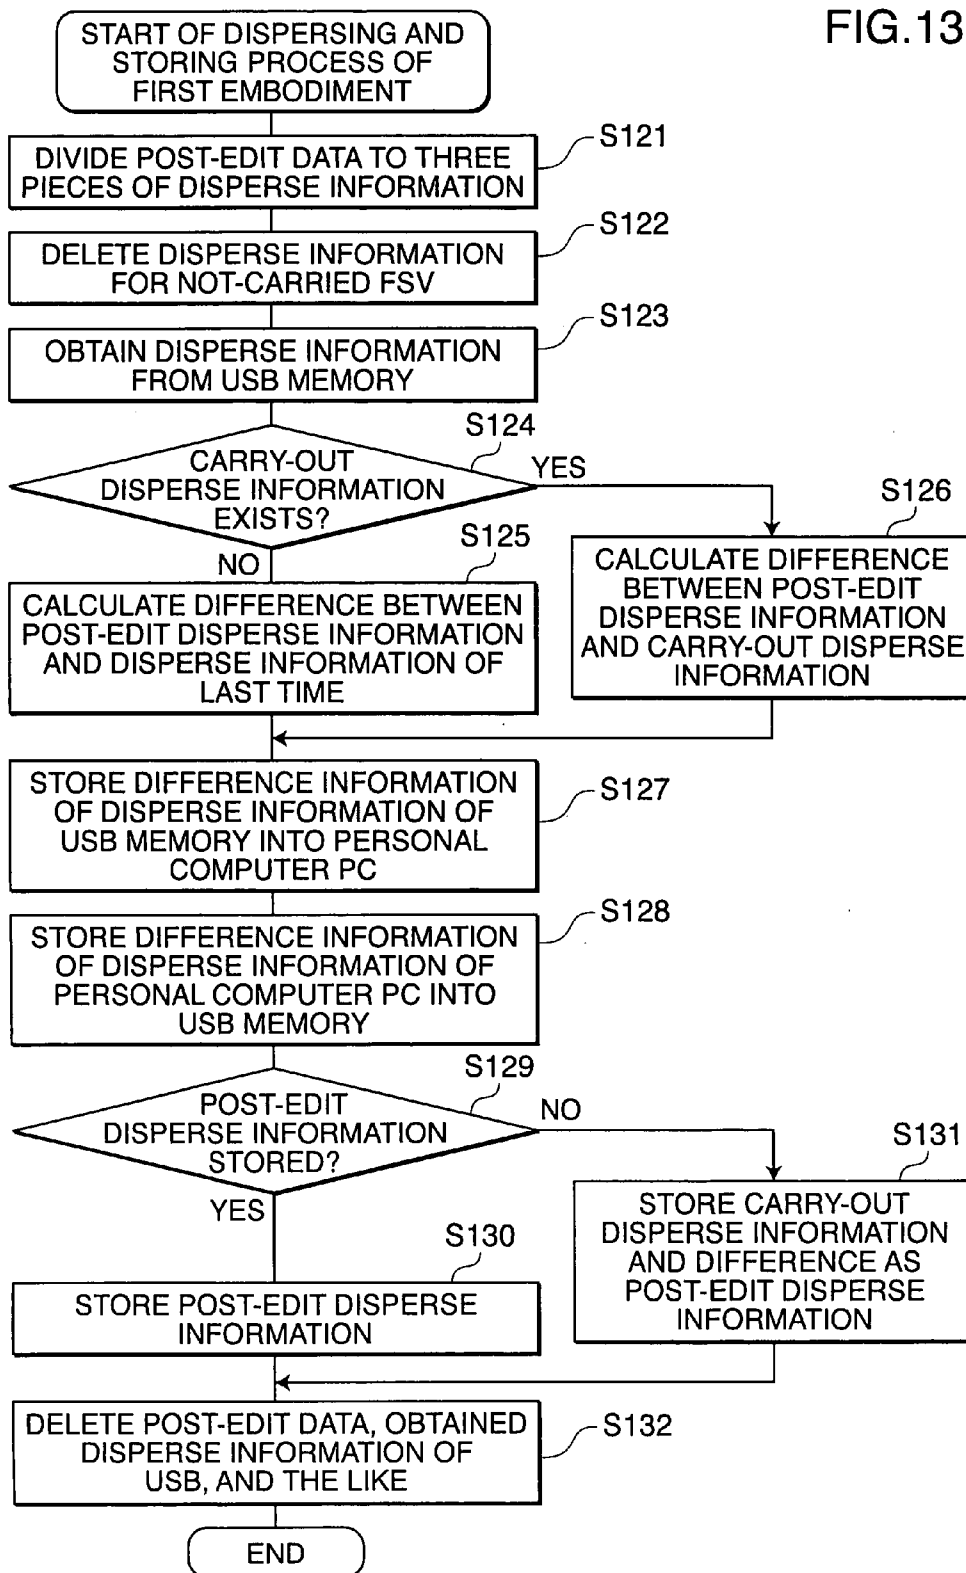 FIG.13
START OF DISPERSING AND
STORING PROCESS OF
FIRST EMBODIMENT
S121
DIVIDE POST-EDIT DATA TO THREE
PIECES OF DISPERSE INFORMATION
S122
DELETE DISPERSE INFORMATION
FOR NOT-CARRIED FSV
S123
OBTAIN DISPERSE INFORMATION
FROM USB MEMORY
S124
CARRY-OUT
DISPERSE INFORMATION
EXISTS?
YES
NO
S125
CALCULATE DIFFERENCE BETWEEN
POST-EDIT DISPERSE INFORMATION
AND DISPERSE INFORMATION OF
LAST TIME
S126
CALCULATE DIFFERENCE
BETWEEN POST-EDIT
DISPERSE INFORMATION
AND CARRY-OUT DISPERSE
INFORMATION
S127
STORE DIFFERENCE INFORMATION
OF DISPERSE INFORMATION OF
USB MEMORY INTO PERSONAL
COMPUTER PC
S128
STORE DIFFERENCE INFORMATION
OF DISPERSE INFORMATION OF
PERSONAL COMPUTER PC INTO
USB MEMORY
S129
POST-EDIT
DISPERSE INFORMATION
STORED?
NO
YES
S130
STORE POST-EDIT DISPERSE
INFORMATION
S131
STORE CARRY-OUT
DISPERSE INFORMATION
AND DIFFERENCE AS
POST-EDIT DISPERSE
INFORMATION
S132
DELETE POST-EDIT DATA, OBTAINED
DISPERSE INFORMATION OF
USB, AND THE LIKE
END